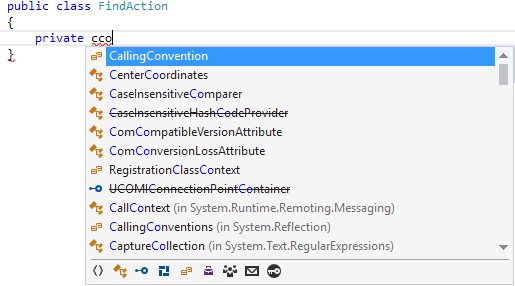 public class FindAction
{
private cco
}
CallingConvention
CenterCoordinates
CaseInsensitiveComparer
CaseInsensitiveHashCodeProvider
ComCompatibleVersionAttribute
ComConversionLossAttribute
RegistrationClassContext
UCOMIConnectionPointContainer
CallContext (in System.Runtime.Remoting.Messaging)
CallingConventions (in System.Reflection)
CaptureCollection (in System.Text.RegularExpressions)